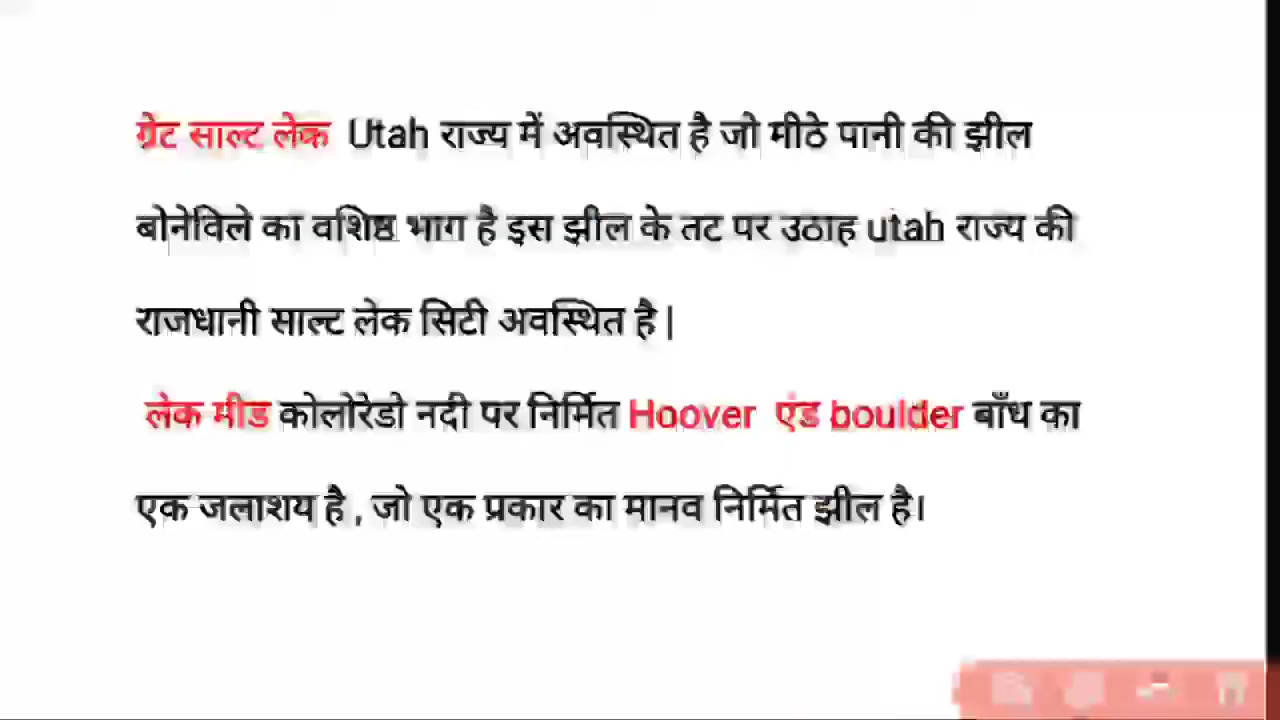 ग्रेट साल्ट लेक Utah राज्य में अवस्थित है जो मीठे पानी की झील
बोनेविले का वशिष्ठ भाग है इस झील के तट पर उठाह utah राज्य की
राजधानी साल्ट लेक सिटी अवस्थित है |
लेक मीड कोलोरेडो नदी पर निर्मित Hoover एंड boulder बाँध का
एक जलाशय है , जो एक प्रकार का मानव निर्मित झील है।